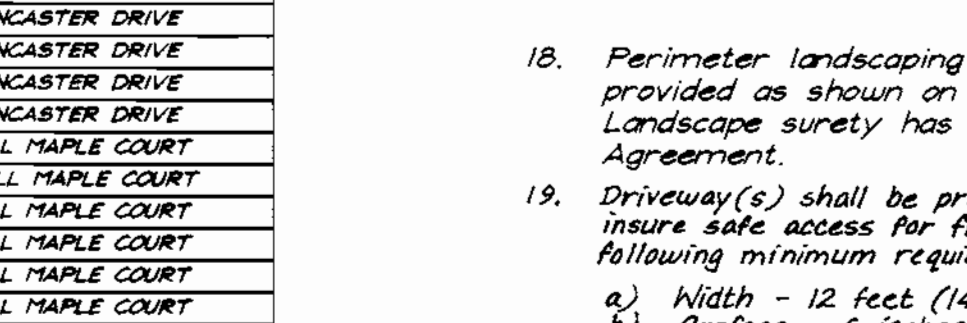 NCASTER DRIVE
NCASTER DRIVE
NCASTER DRIVE
NCASTER DRIVE
L MAPLE COURT
LL MAPLE COURT
L MAPLE COURT
L MAPLE COURT
L MAPLE COURT
L MAPLE COURT
18. Perimeter landscaping
provided as shown on
Landscape surety has
Agreement.
19. Driveway(s) shall be pr
insure safe access for f
following minimum requi
a) Width - 12 feet (14